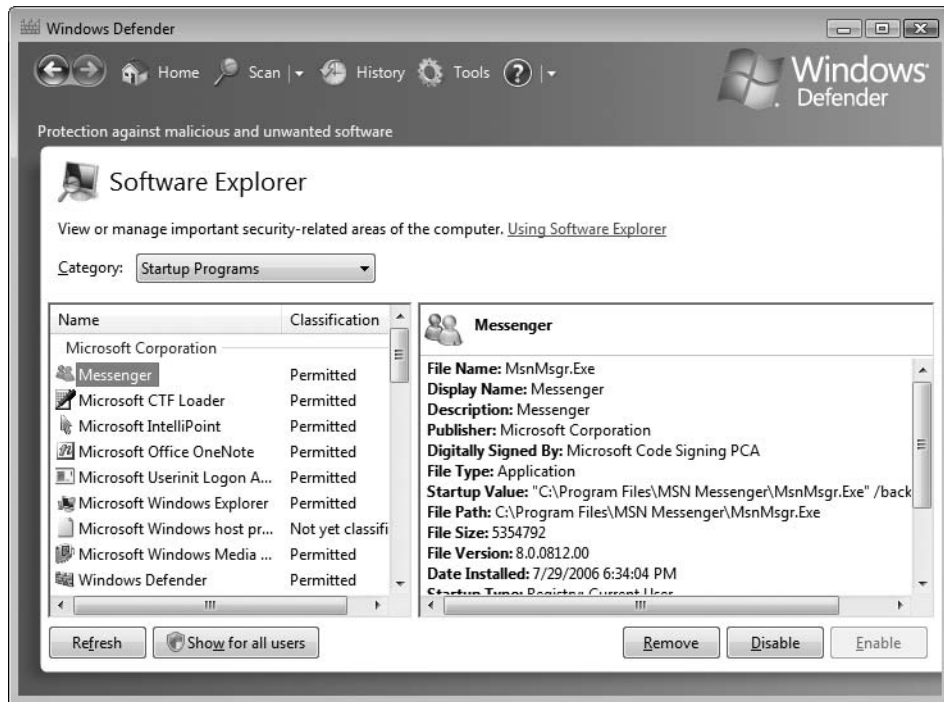 Windows Defender
Home Scan History Tools ?
Windows
Defender
Protection against malicious and unwanted software
Software Explorer
View or manage important security-related areas of the computer. Using Software Explorer
Category: Startup Programs
Name Classification
Microsoft Corporation
Messenger Permitted
Microsoft CTF Loader Permitted
Microsoft IntelliPoint Permitted
Microsoft Office OneNote Permitted
Microsoft Userinit Logon A... Permitted
Microsoft Windows Explorer Permitted
Microsoft Windows host pr... Not yet classifi
Microsoft Windows Media ... Permitted
Windows Defender Permitted
Messenger
File Name: MsnMsgr.Exe
Display Name: Messenger
Description: Messenger
Publisher: Microsoft Corporation
Digitally Signed By: Microsoft Code Signing PCA
File Type: Application
Startup Value: "C:\Program Files\MSN Messenger\MsnMsgr.Exe" /back
File Path: C:\Program Files\MSN Messenger\MsnMsgr.Exe
File Size: 5354792
File Version: 8.0.0812.00
Date Installed: 7/29/2006 6:34:04 PM
Startup Type: Registry: Current User
Refresh Show for all users Remove Disable Enable